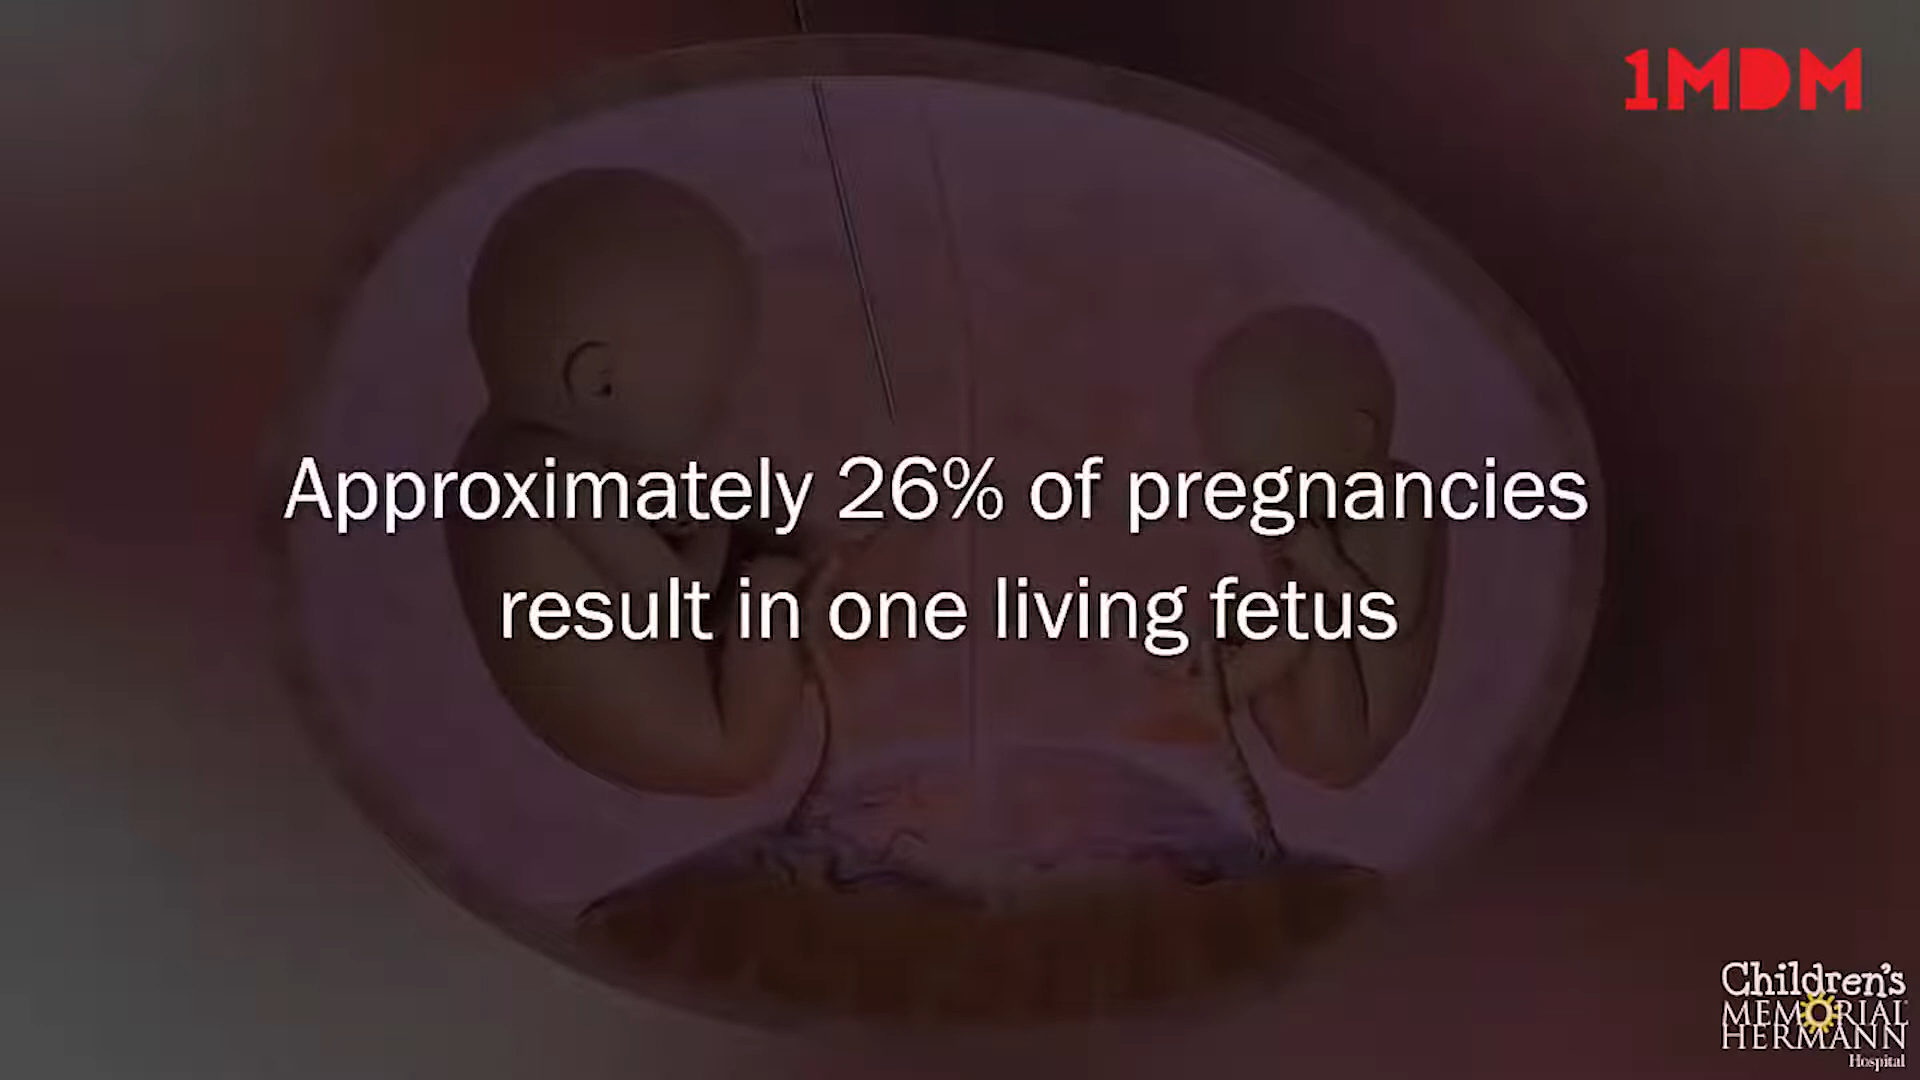 1MDM
Approximately 26% of pregnancies
result in one living fetus
Children's
MEMORIAL
HERMANN
Hospital